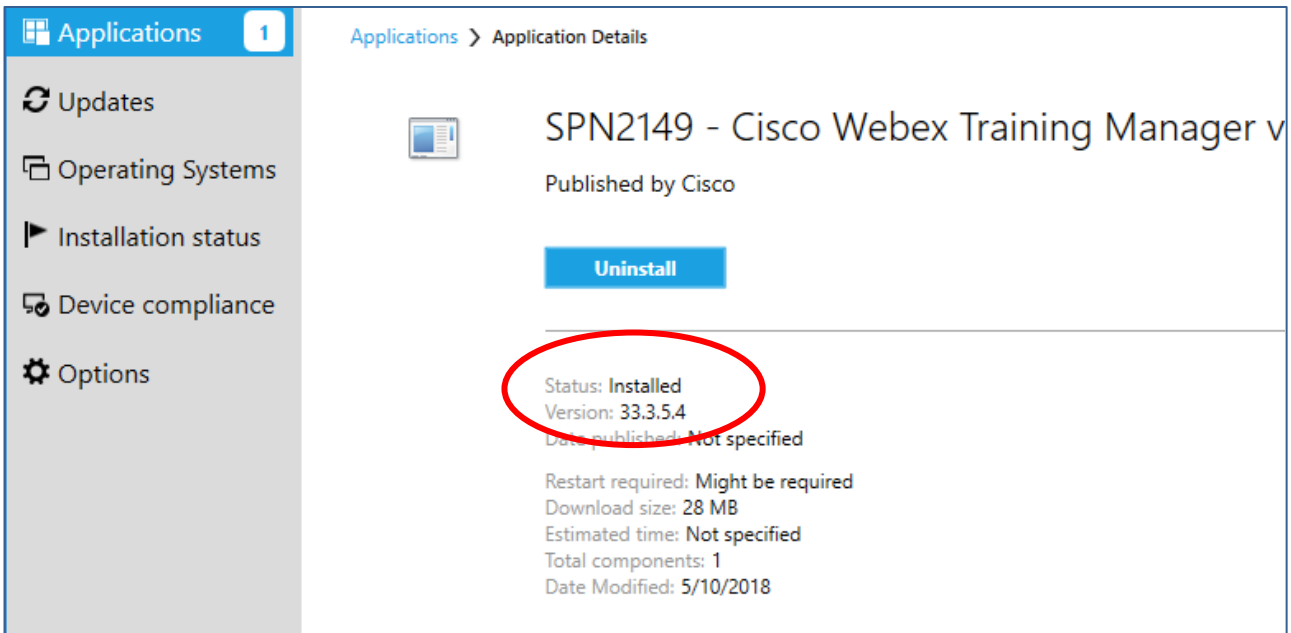 Applications 1
Updates
Operating Systems
Installation status
Device compliance
Options
Applications > Application Details
SPN2149 - Cisco Webex Training Manager v
Published by Cisco
Uninstall
Status: Installed
Version: 33.3.5.4
Date published: Not specified
Restart required: Might be required
Download size: 28 MB
Estimated time: Not specified
Total components: 1
Date Modified: 5/10/2018